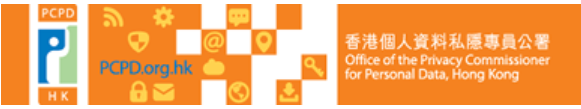 PCPD
HK
PCPD.org.hk
@
香港個人資料私隱專員公署
Office of the Privacy Commissioner
for Personal Data, Hong Kong